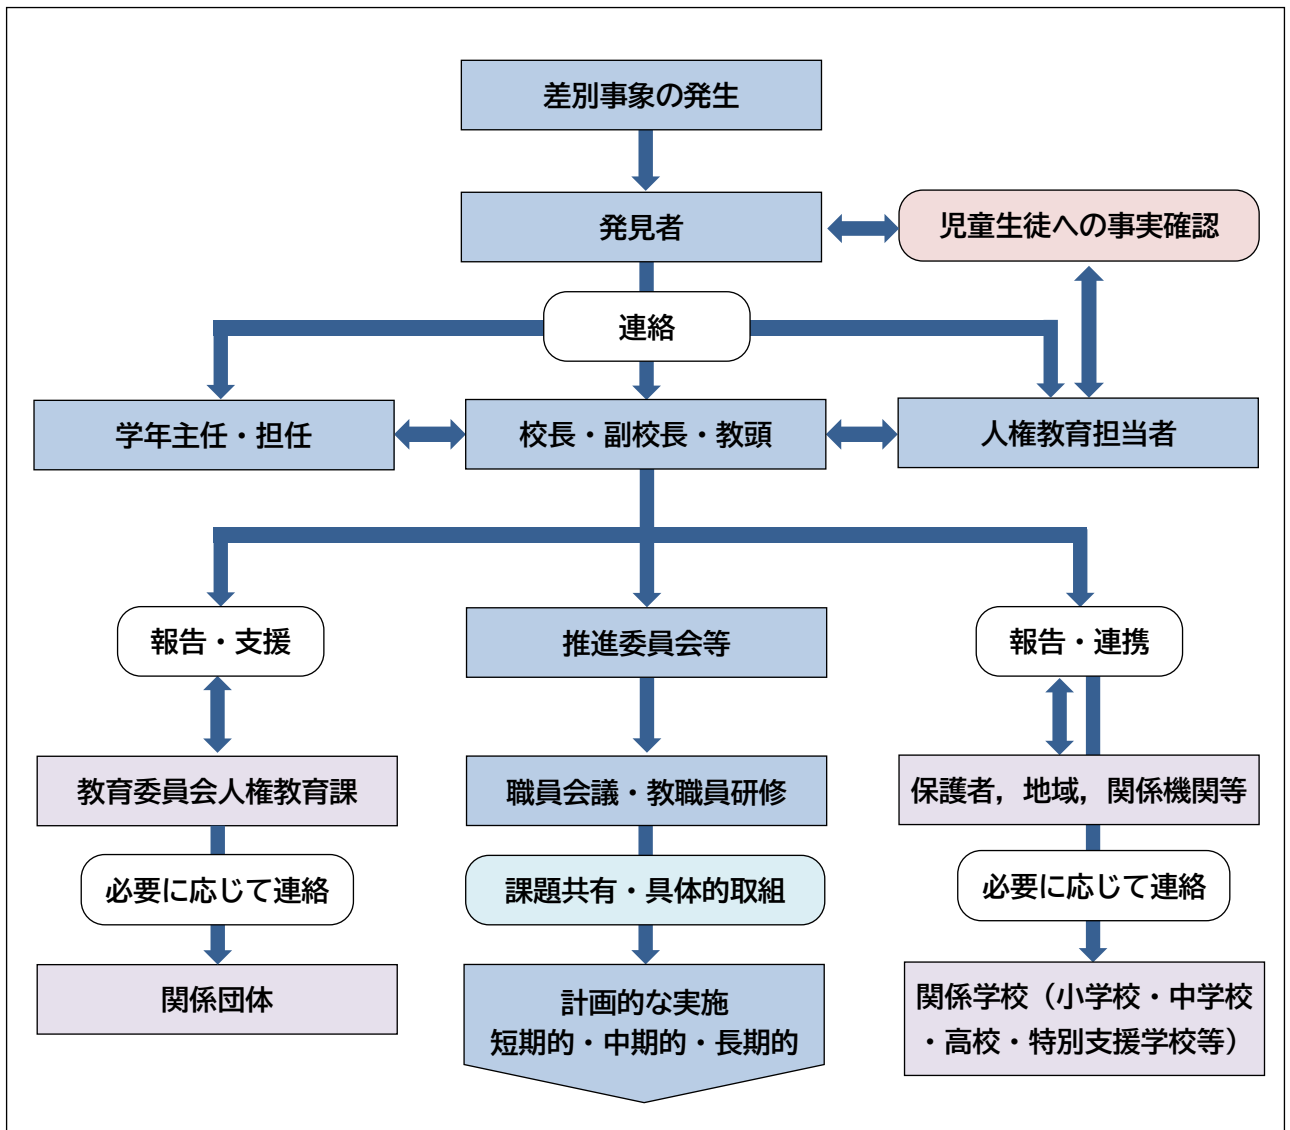 差別事象の発生
発見者
児童生徒への事実確認
連絡
学年主任・担任
校長・副校長・教頭
人権教育担当者
報告・支援
推進委員会等
報告・連携
教育委員会人権教育課
職員会議・教職員研修
保護者，地域，関係機関等
必要に応じて連絡
課題共有・具体的取組
必要に応じて連絡
関係団体
計画的な実施
短期的・中期的・長期的
関係学校（小学校・中学校
・高校・特別支援学校等）